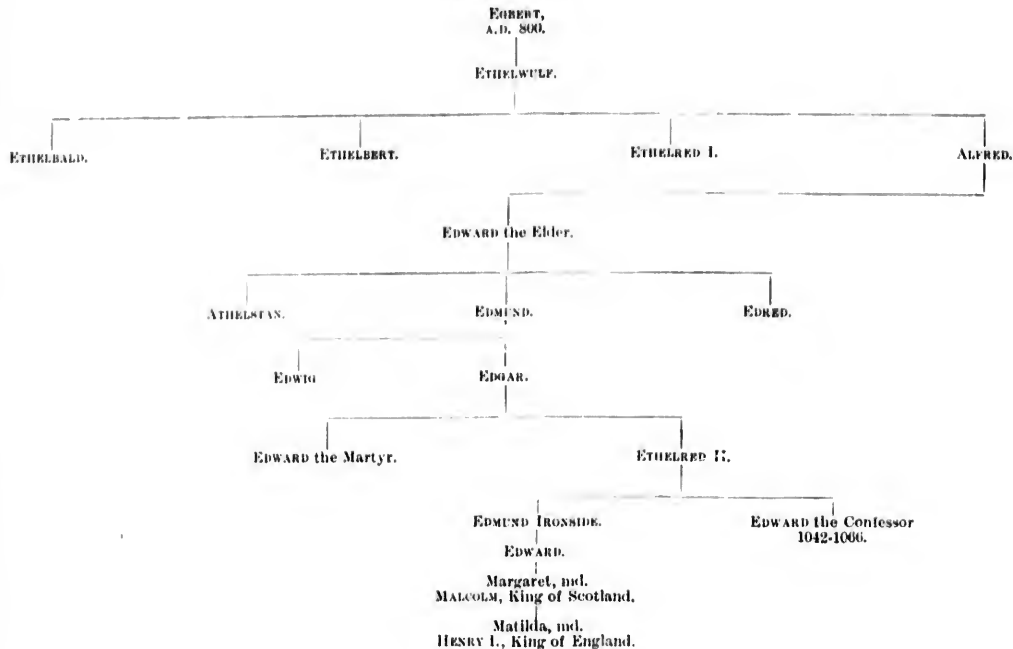 EGBERT,
A.D. 800.
ETHELWULF.
ETHELBALD. ETHELBERT. ETHELRED I. ALFRED.
EDWARD the Elder.
ATHELSTAN. EDMUND. EDRED.
EDWIG EDGAR.
EDWARD the Martyr. ETHELRED II.
EDMUND IRONSIDE. EDWARD the Confessor
1042-1066.
EDWARD.
Margaret, md.
MALCOLM, King of Scotland.
Matilda, md.
HENRY I., King of England.